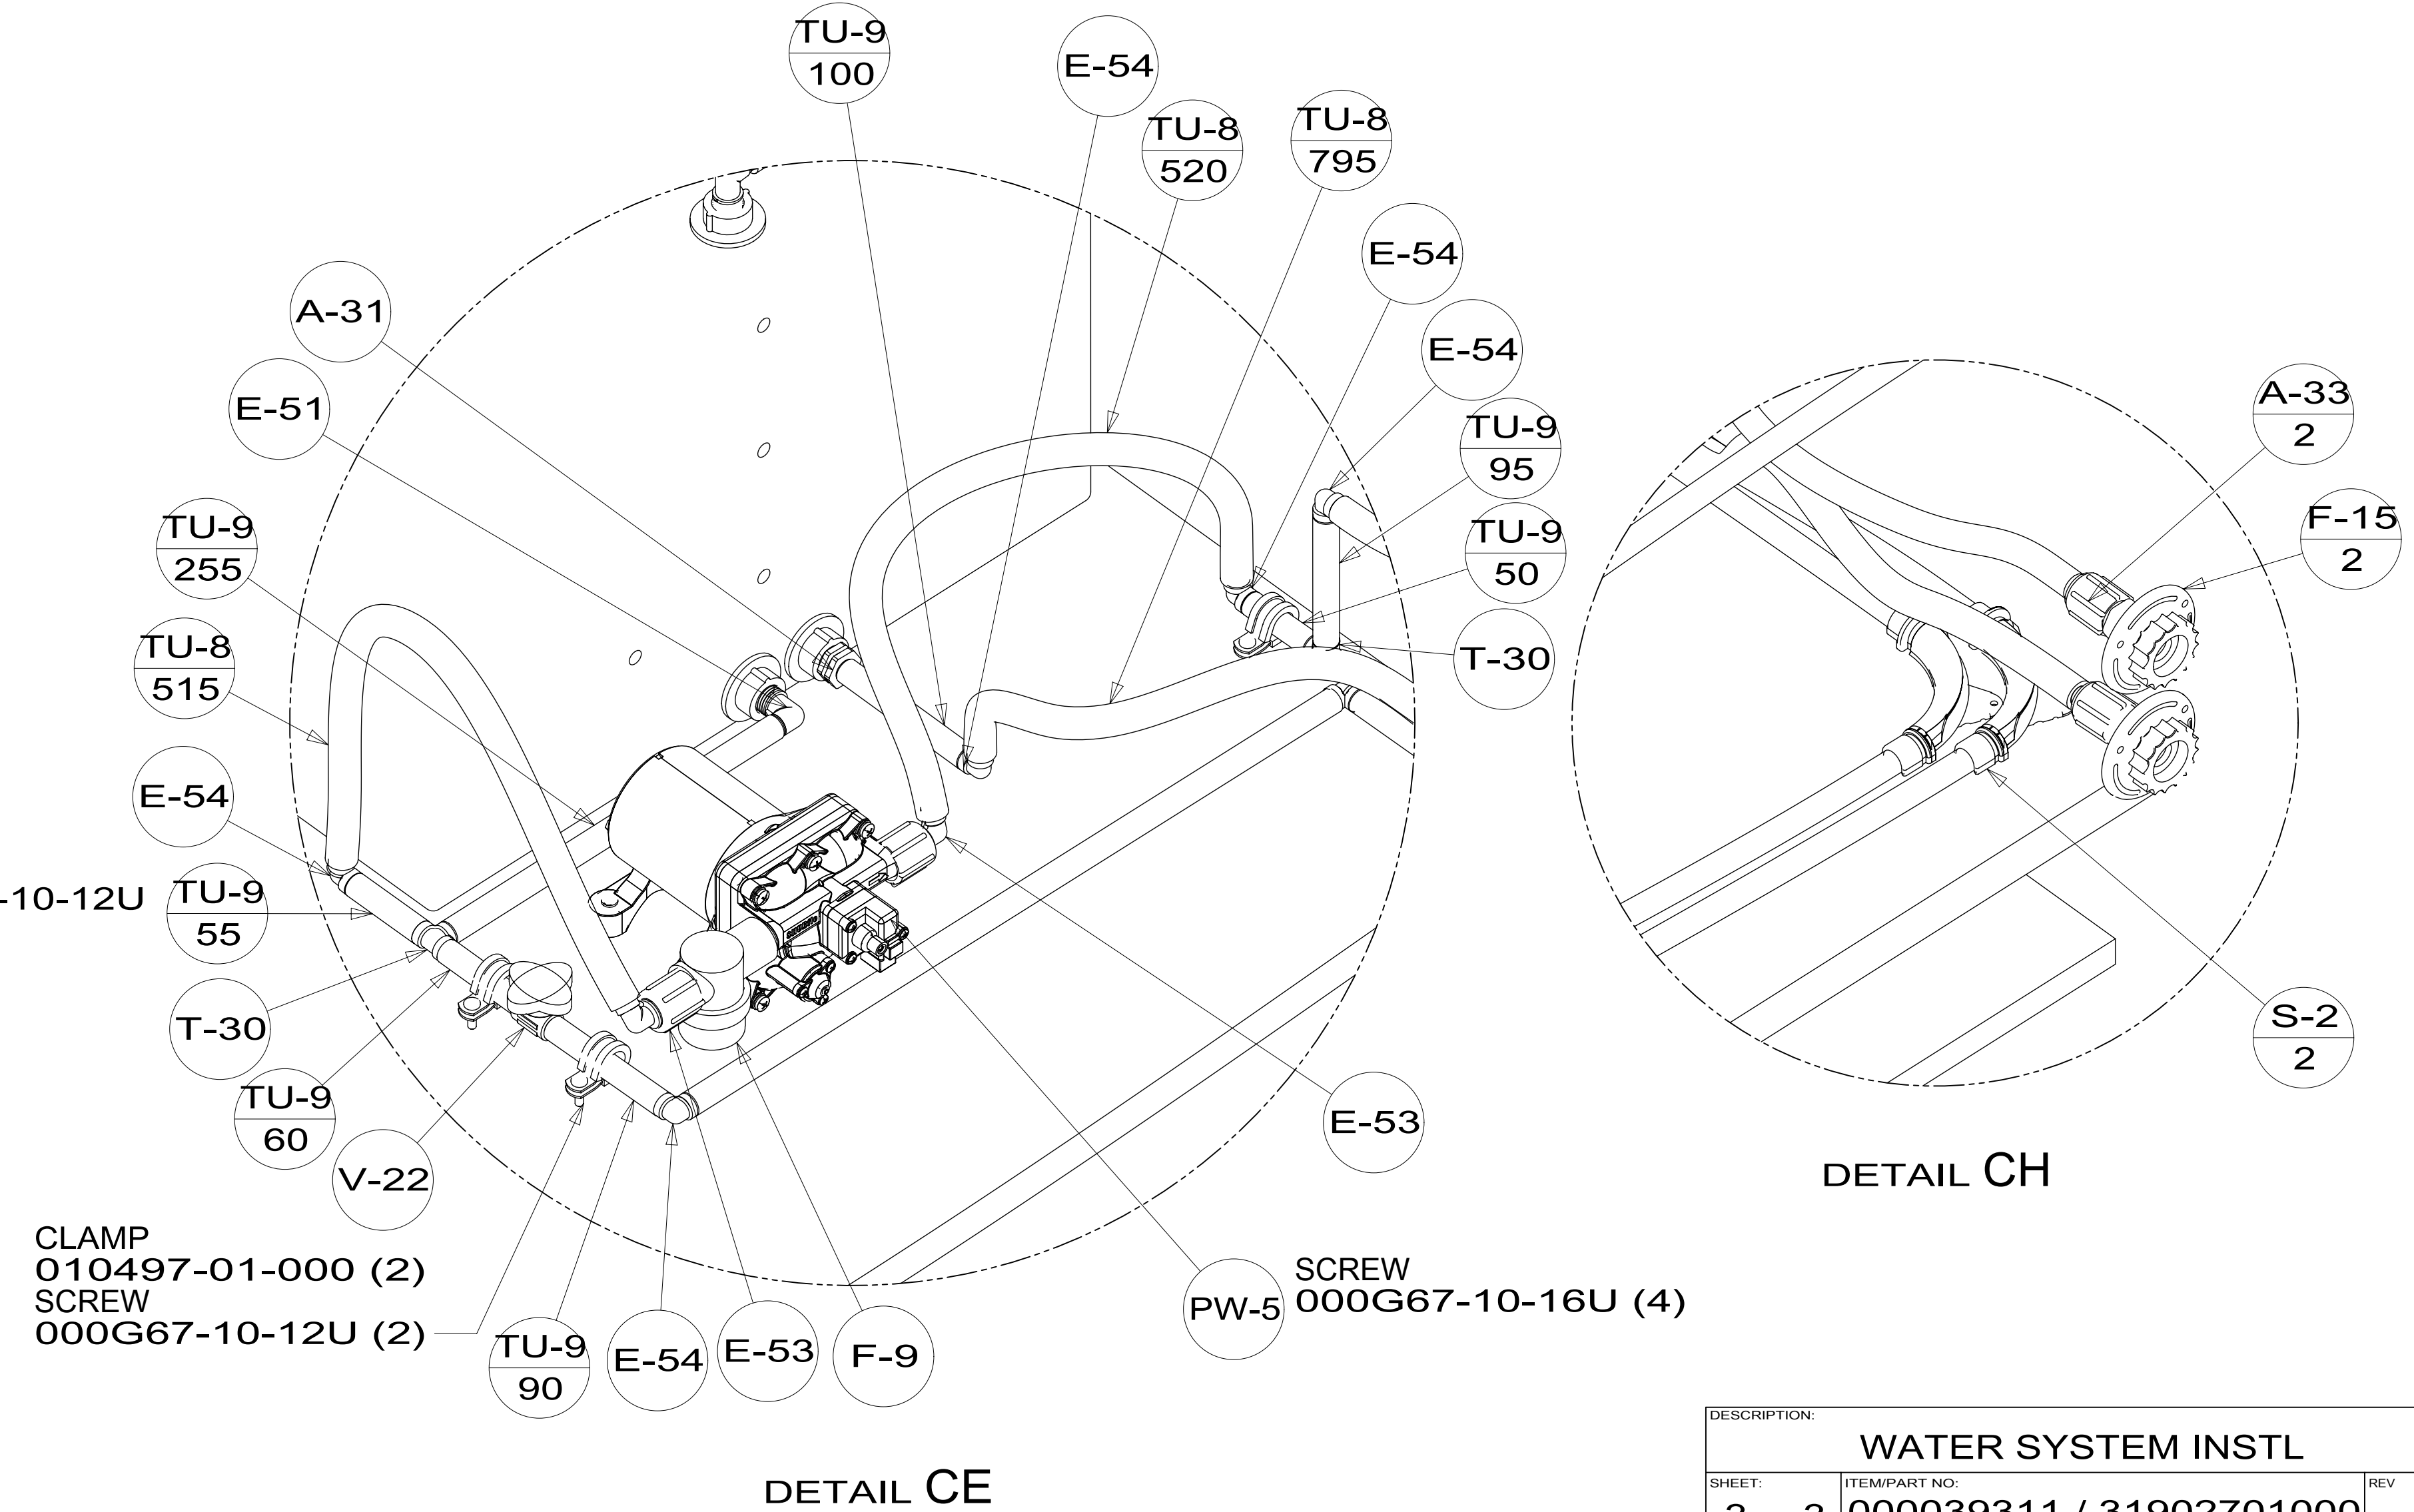 TU-9
100
E-54
TU-8
520
TU-8
795
E-54
E-54
TU-9
95
TU-9
50
T-30
A-31
E-51
TU-9
255
TU-8
515
E-54
-10-12U
TU-9
55
T-30
TU-9
60
V-22
CLAMP
010497-01-000 (2)
SCREW
000G67-10-12U (2)
TU-9
90
E-54
E-53
F-9
PW-5
SCREW
000G67-10-16U (4)
E-53
DETAIL CE
A-33
2
F-15
2
S-2
2
DETAIL CH
DESCRIPTION:
WATER SYSTEM INSTL
SHEET:
ITEM/PART NO:
000039311 / 31902701000
REV